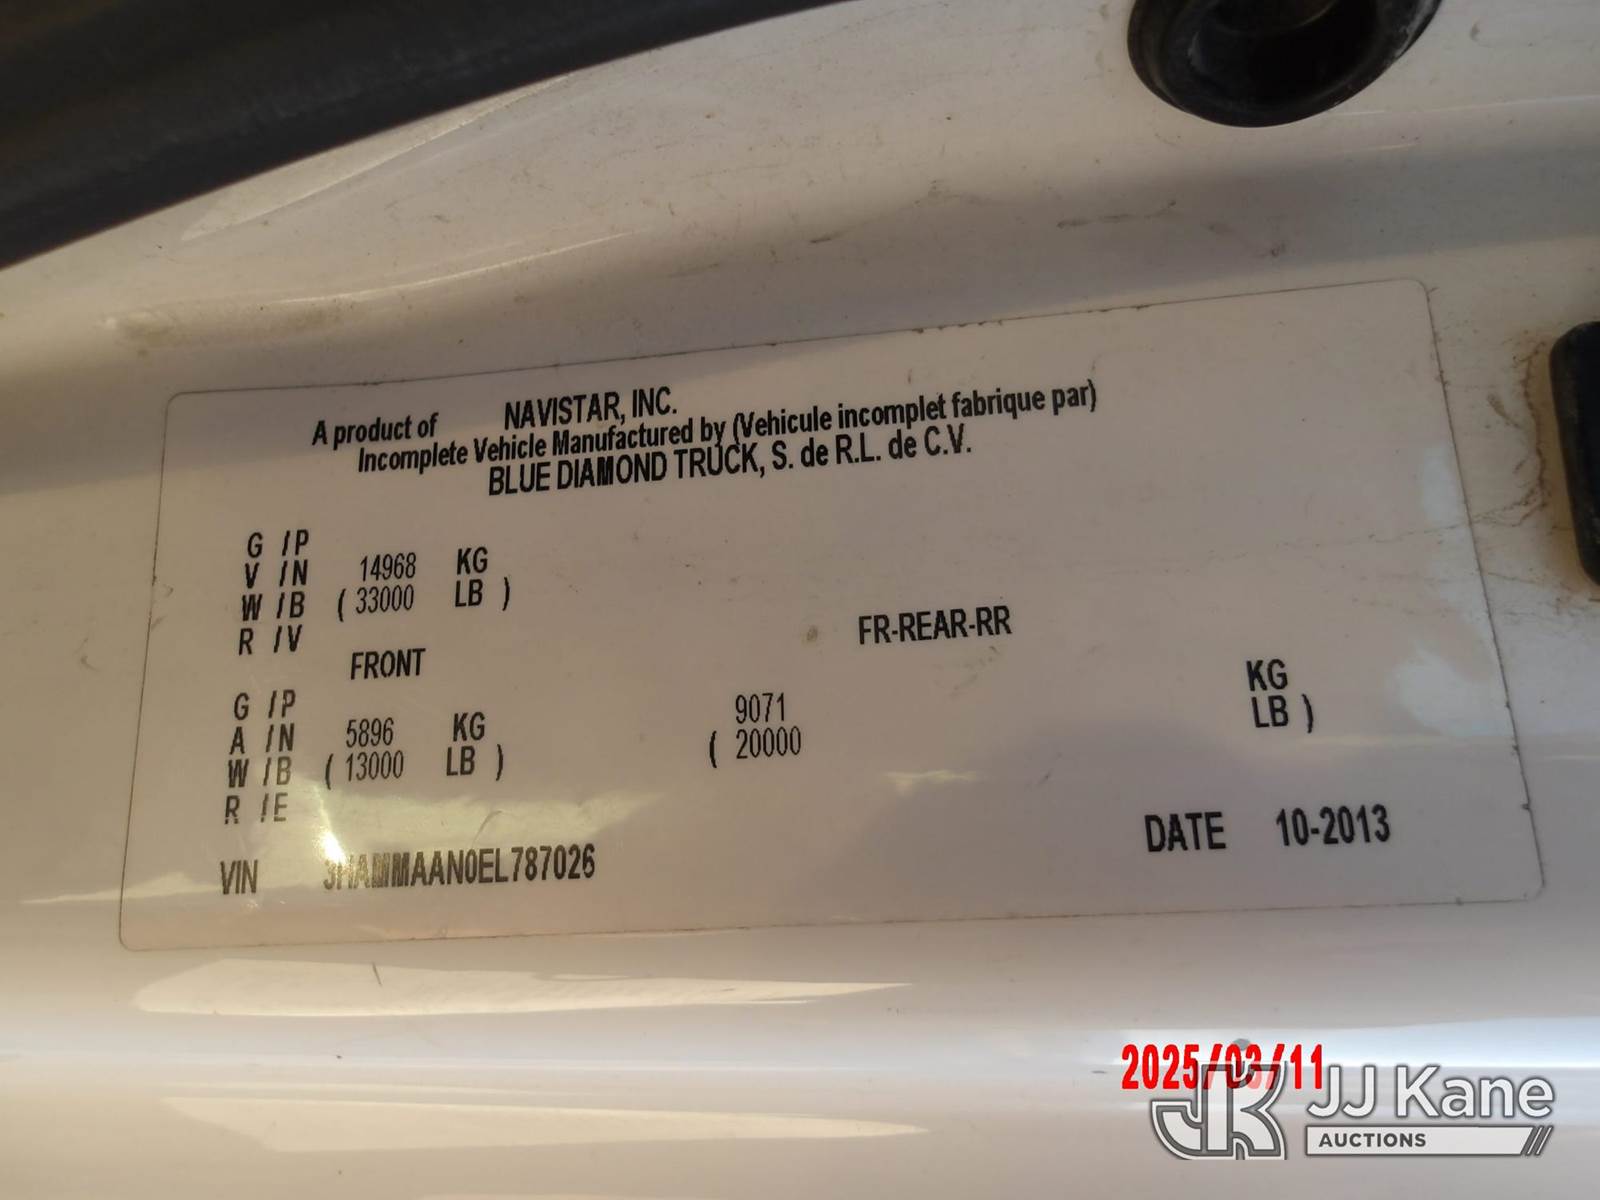 A product of NAVISTAR, INC.
Incomplete Vehicle Manufactured by (Vehicule incomplet fabrique par)
BLUE DIAMOND TRUCK, S. de R.L. de C.V.
G /P
V /N 14968 KG
W /B ( 33000 LB )
R /V
FRONT FR-REAR-RR
G /P
A /N 5896 KG 9071 KG
W /B ( 13000 LB ) ( 20000 LB )
R /E
VIN 3HAMMAAN0EL787026 DATE 10-2013
2025/03/11
JJ Kane
AUCTIONS